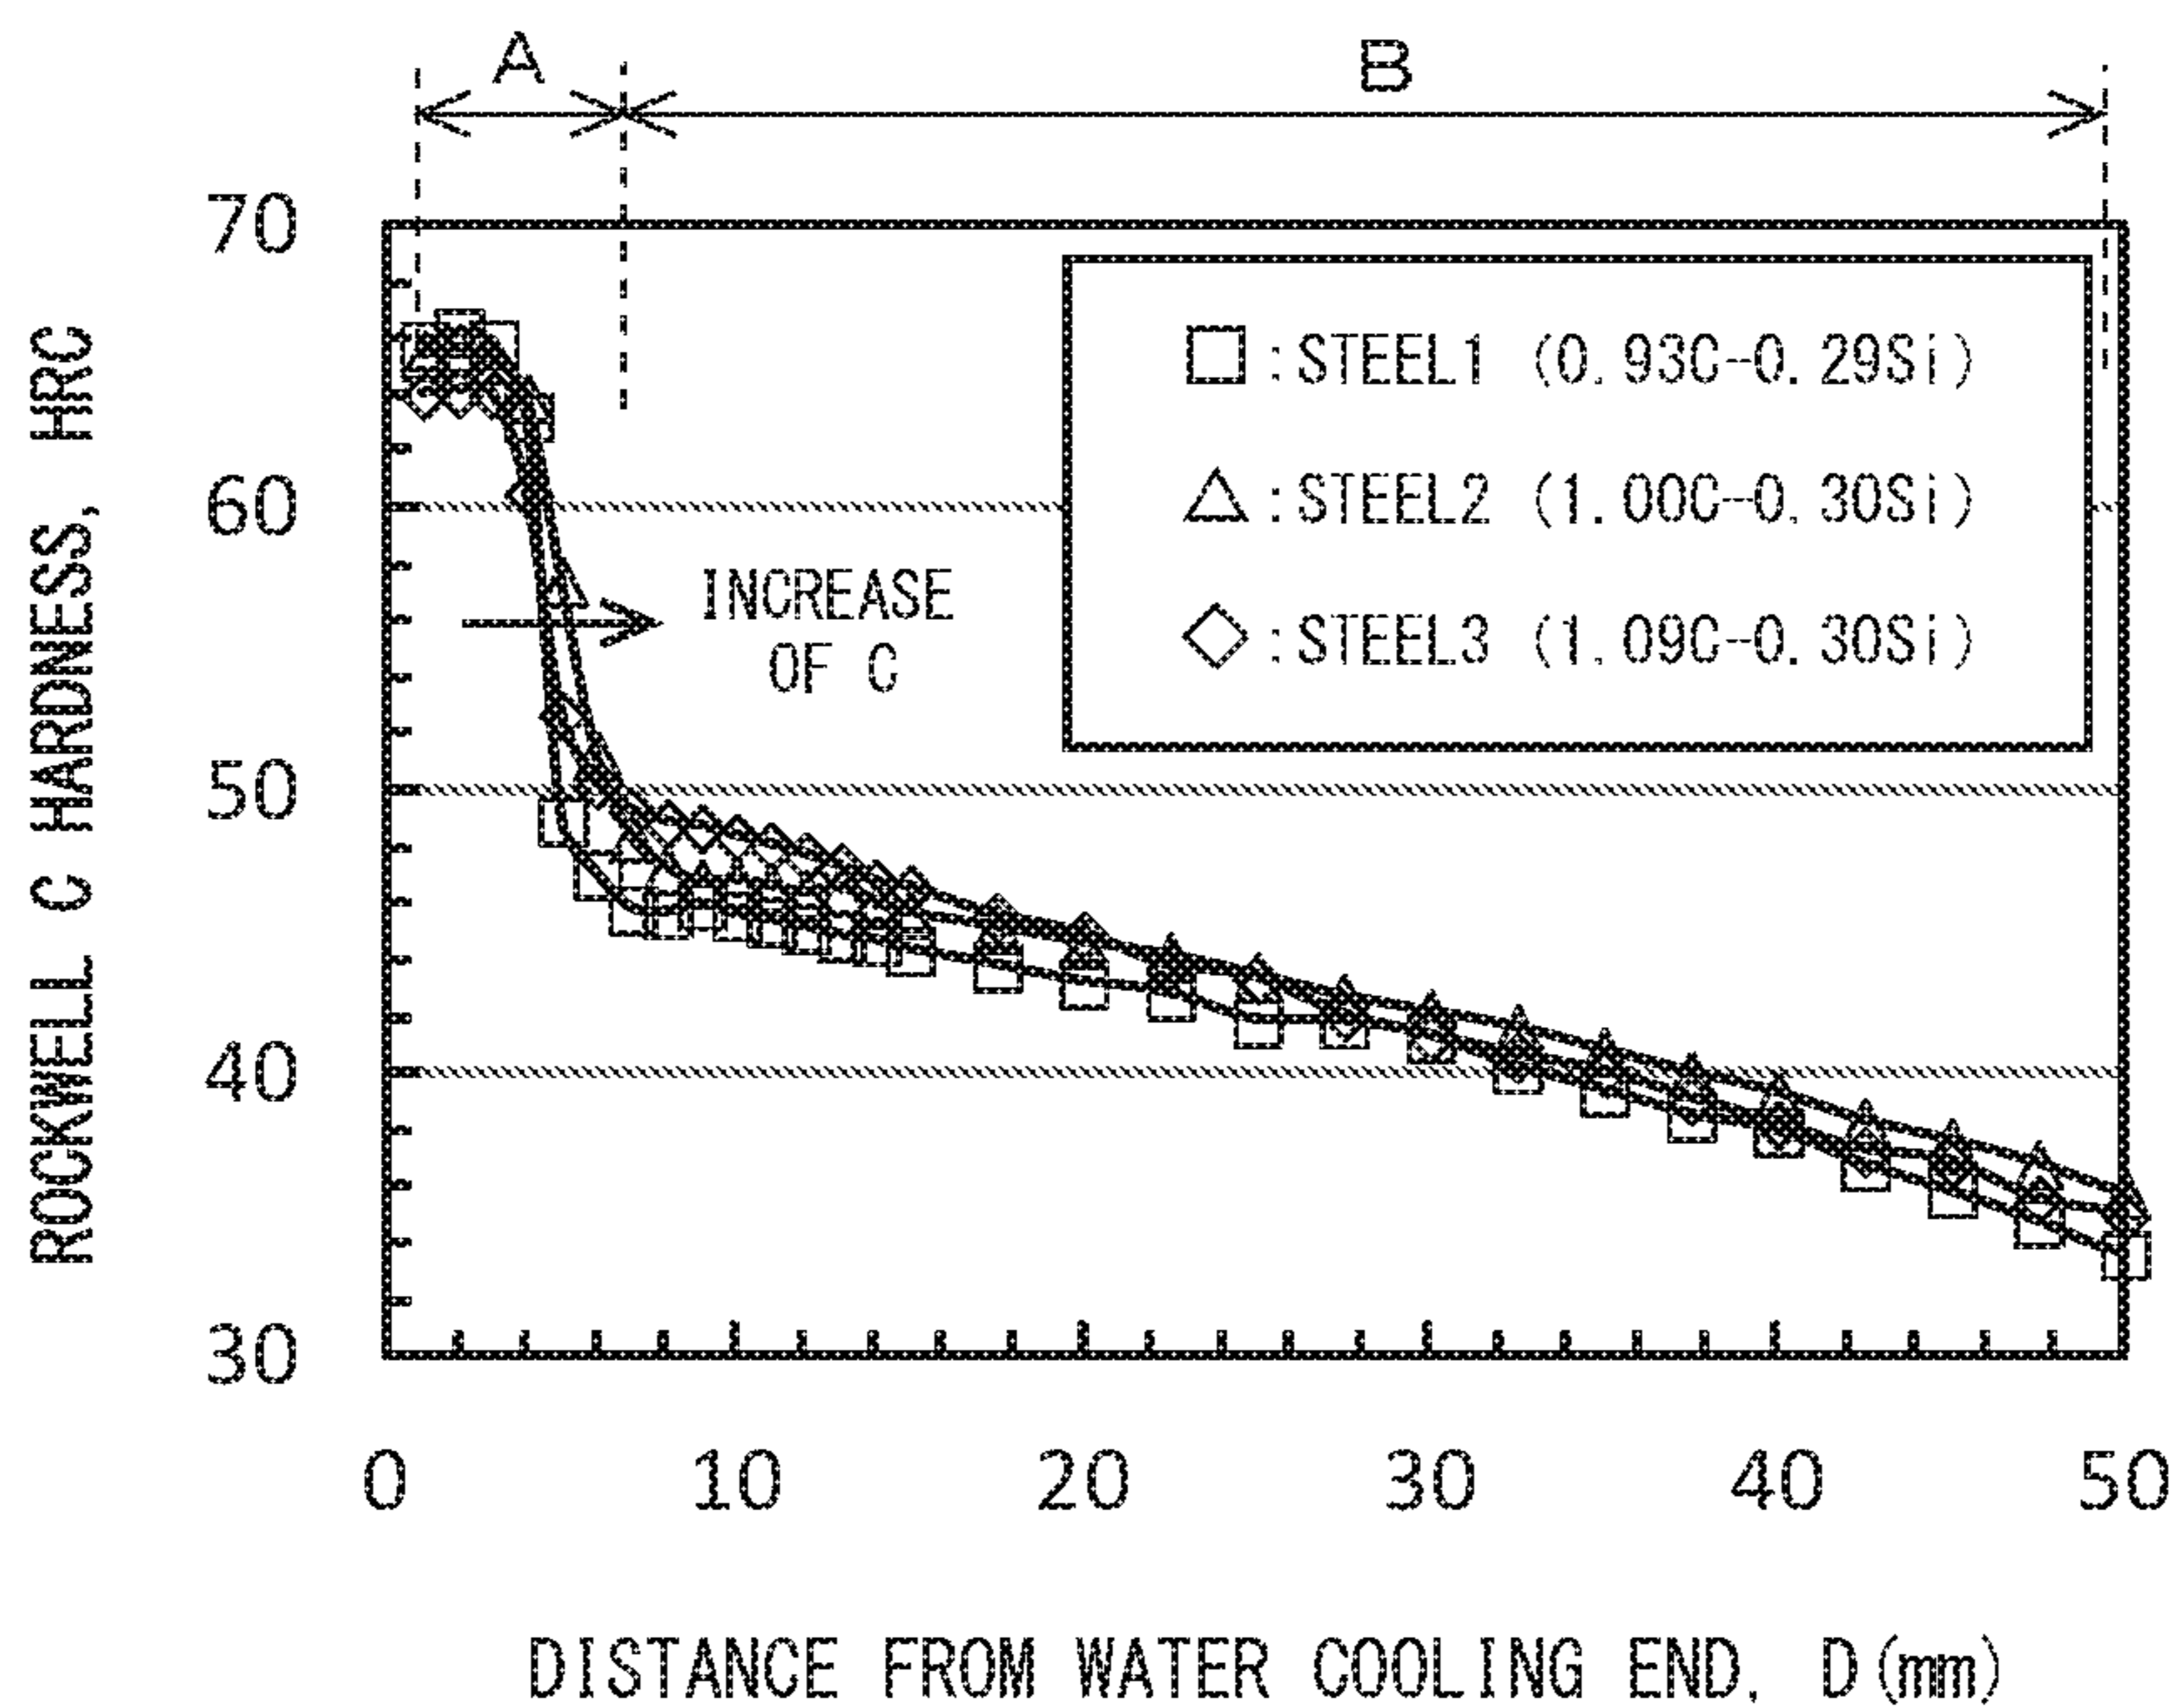 A
B
70
60
50
40
30
ROCKWELL C HARDNESS, HRC
□:STEEL1 (0.93C-0.29Si)
△:STEEL2 (1.00C-0.30Si)
◇:STEEL3 (1.09C-0.30Si)
INCREASE
OF C
0 10 20 30 40 50
DISTANCE FROM WATER COOLING END, D(mm)